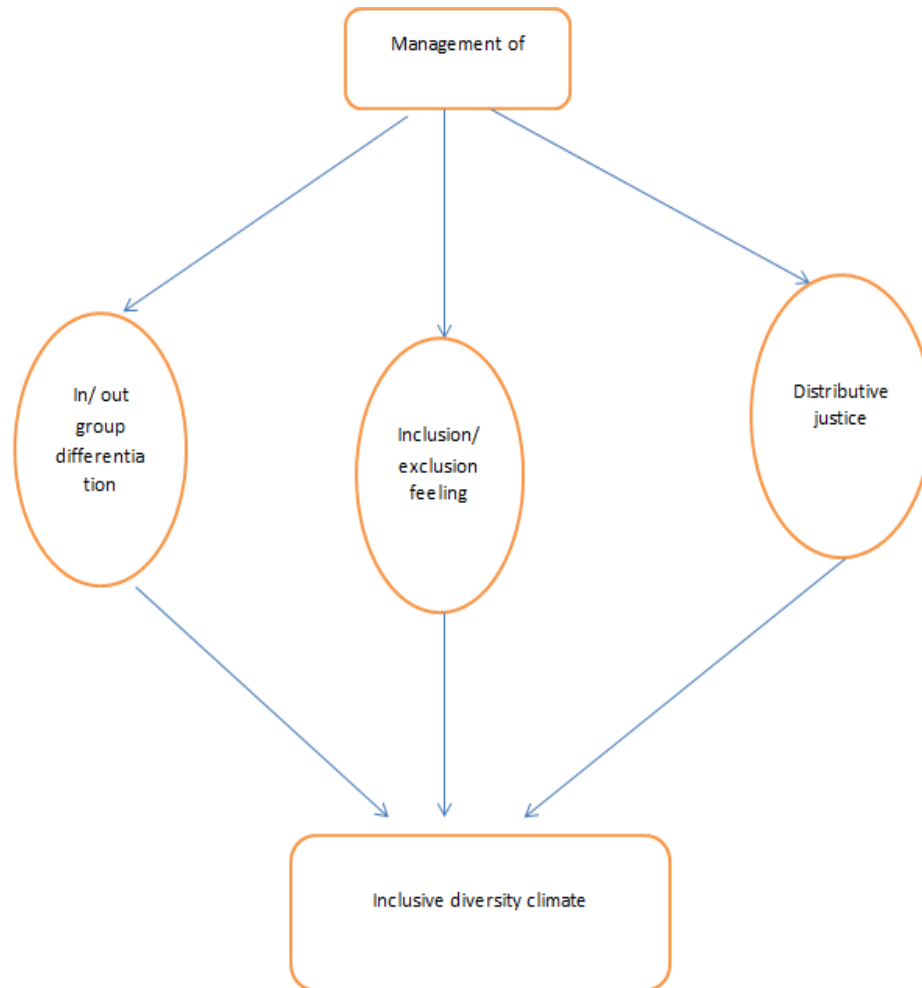 Management of
In/ out
group
differentia
tion
Inclusion/
exclusion
feeling
Distributive
justice
Inclusive diversity climate